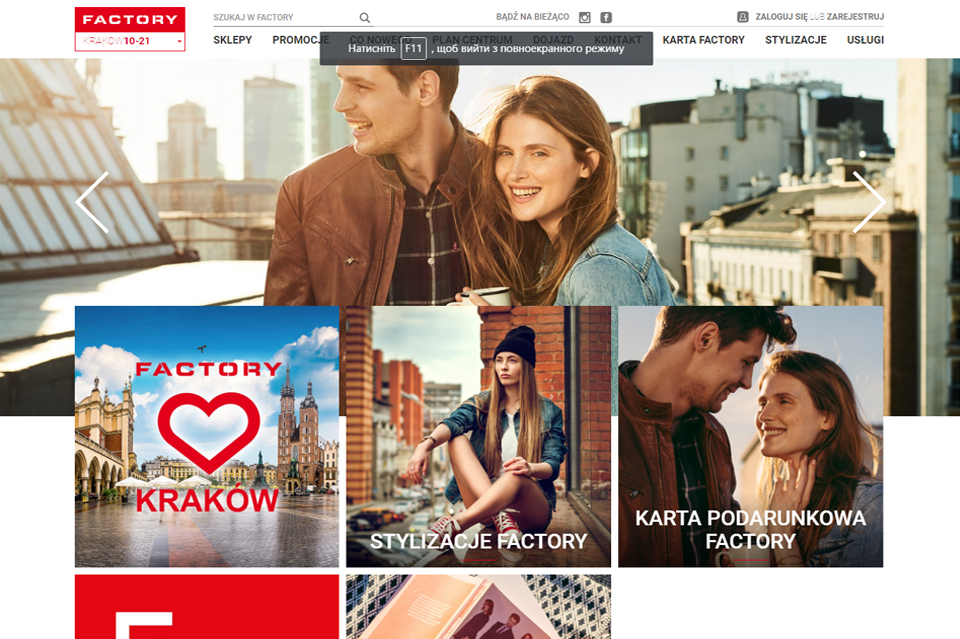 FACTORY
KRAKÓW 10-21
SZUKAJ W FACTORY
BĄDŹ NA BIEŻĄCO
ZALOGUJ SIĘ LUB ZAREJESTRUJ
SKLEPY PROMOCJE CO NOWEGO PLAN CENTRUM DOJAZD KONTAKT KARTA FACTORY STYLIZACJE USŁUGI
Натисніть F11 , щоб вийти з повноекранного режиму
FACTORY
KRAKÓW
STYLIZACJE FACTORY
KARTA PODARUNKOWA
FACTORY